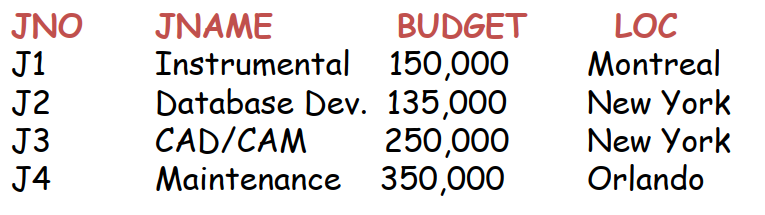 JNO JNAME BUDGET LOC
J1 Instrumental 150,000 Montreal
J2 Database Dev. 135,000 New York
J3 CAD/CAM 250,000 New York
J4 Maintenance 350,000 Orlando